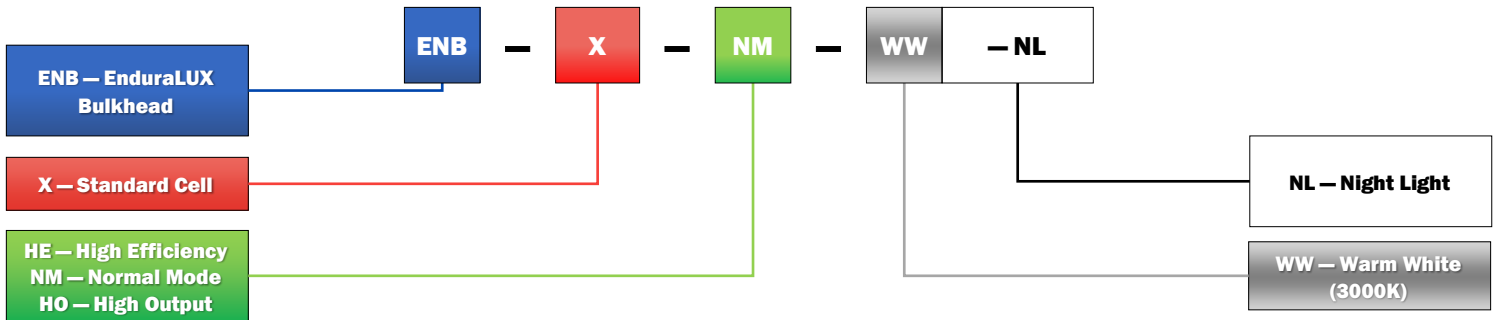 ENB — X — NM — WW — NL
ENB — EnduraLUX
Bulkhead
X — Standard Cell
HE — High Efficiency
NM — Normal Mode
HO — High Output
NL — Night Light
WW — Warm White
(3000K)